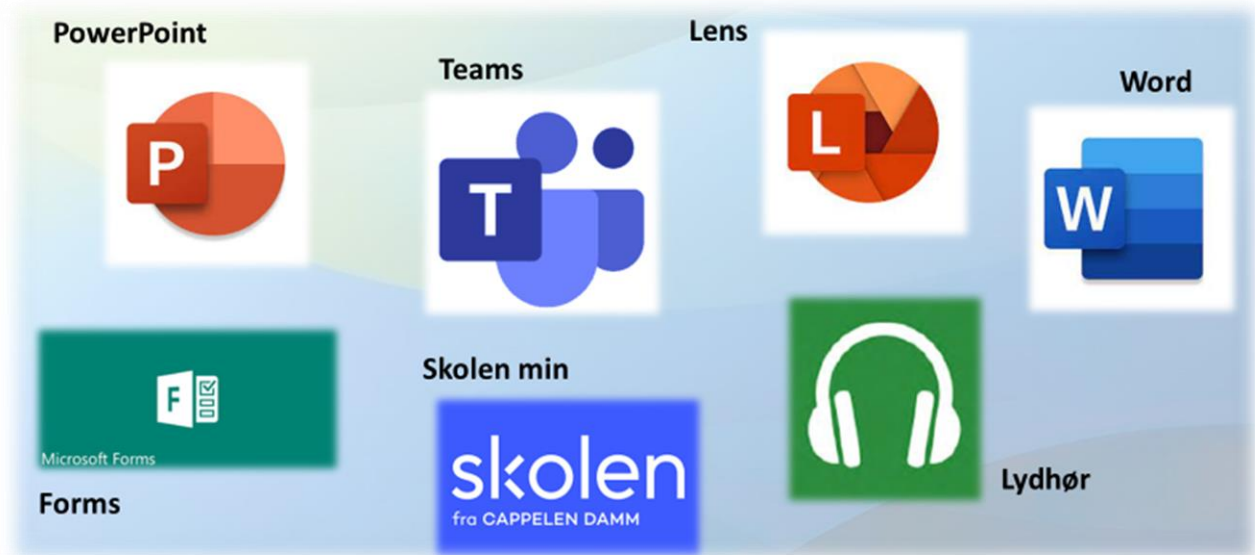 PowerPoint
P
Teams
T
Lens
L
Word
W
F
Microsoft Forms
Forms
Skolen min
skolen
fra CAPPELEN DAMM
Lydhør